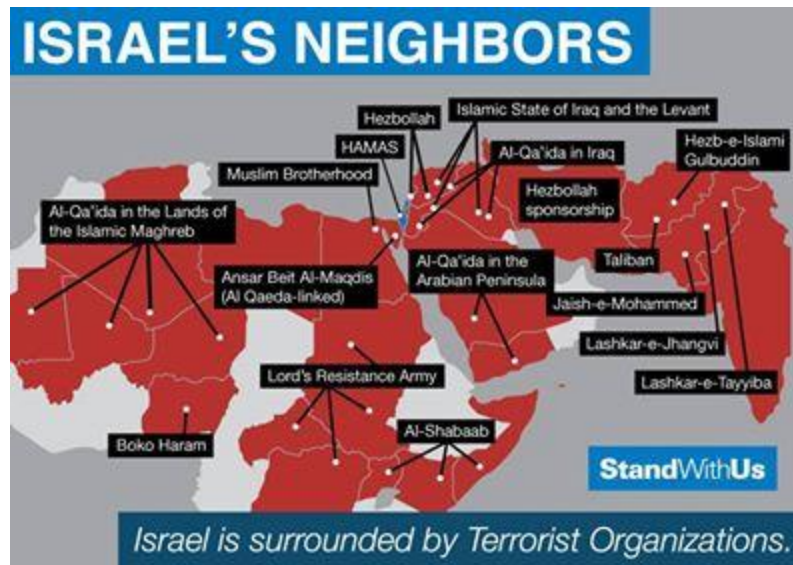 ISRAEL'S NEIGHBORS
Hezbollah
Islamic State of Iraq and the Levant
HAMAS
Al-Qa'ida in Iraq
Hezb-e-Islami
Gulbuddin
Muslim Brotherhood
Hezbollah
sponsorship
Al-Qa'ida in the Lands of
the Islamic Maghreb
Ansar Beit Al-Maqdis
(Al Qaeda-linked)
Al-Qa'ida in the
Arabian Peninsula
Taliban
Jaish-e-Mohammed
Lashkar-e-Jhangvi
Lord's Resistance Army
Lashkar-e-Tayyiba
Boko Haram
Al-Shabaab
StandWithUs
Israel is surrounded by Terrorist Organizations.